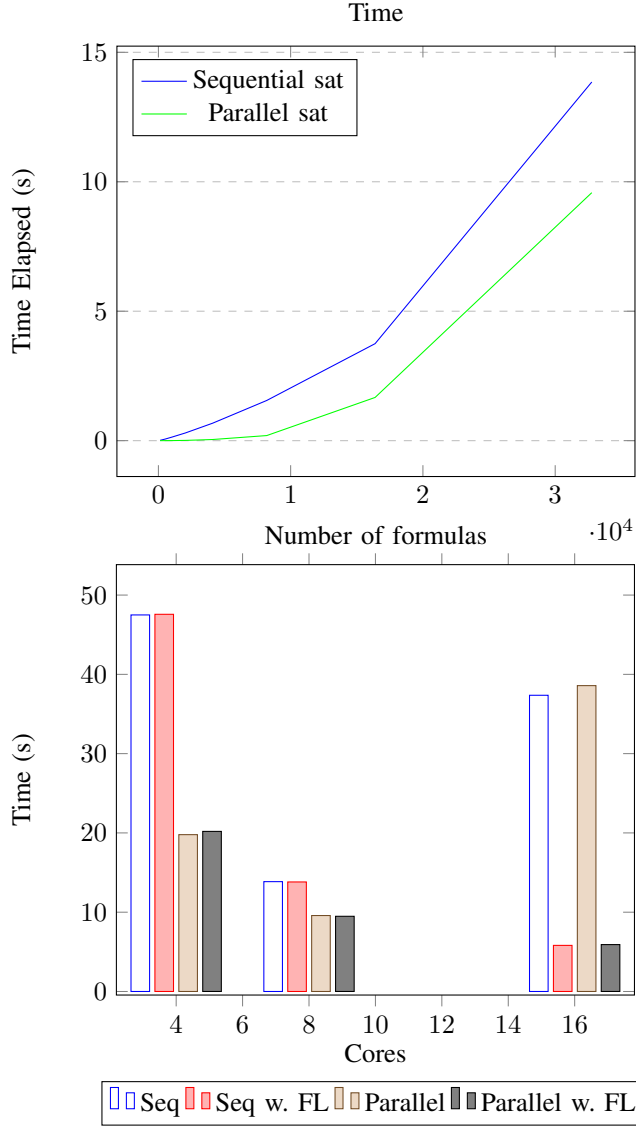 Time
15
Sequential sat
Parallel sat
10
5
0
Time Elapsed (s)
0 1 2 3
·10⁴
Number of formulas
50
40
30
20
10
0
Time (s)
4 6 8 10 12 14 16
Cores
Seq Seq w. FL Parallel Parallel w. FL